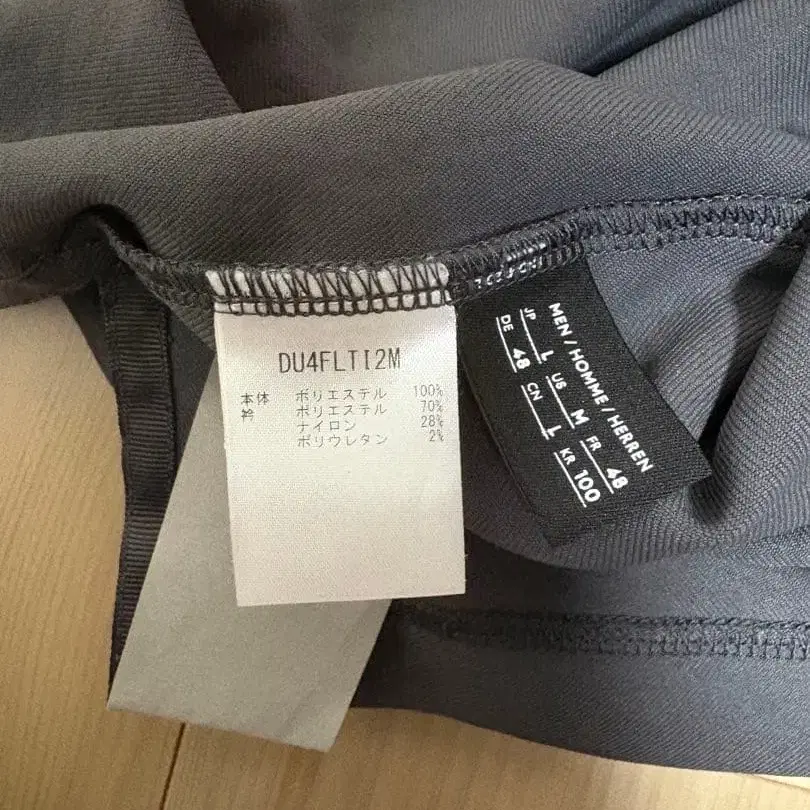 DU4FLTI2M
本体 ポリエステル 100%
衿 ポリエステル 70%
ナイロン 28%
ポリウレタン 2%
MEN / HOMME / HERREN
JP L US M FR 48
DE 48 CN L KR 100